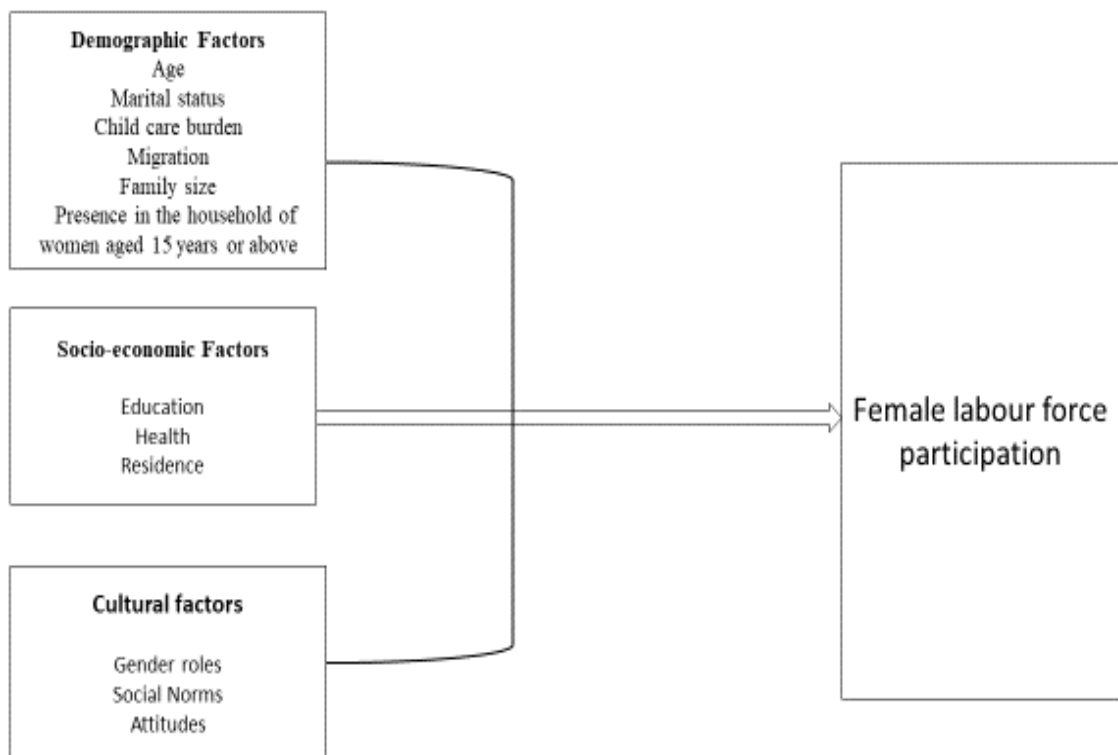 Demographic Factors
Age
Marital status
Child care burden
Migration
Family size
Presence in the household of
women aged 15 years or above
Socio-economic Factors
Education
Health
Residence
Cultural factors
Gender roles
Social Norms
Attitudes
Female labour force
participation